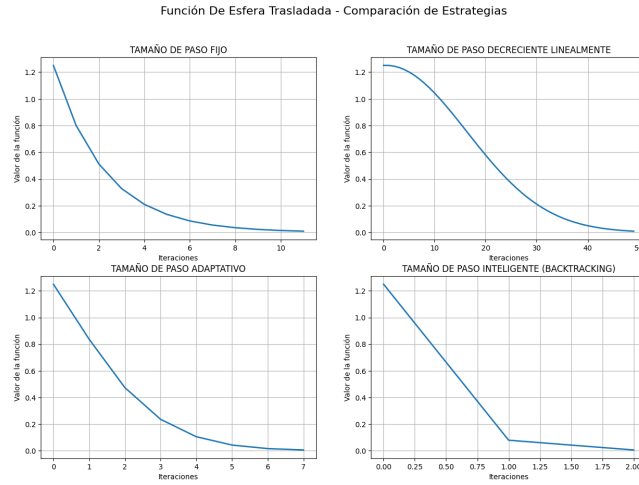 Función De Esfera Trasladada - Comparación de Estrategias
TAMAÑO DE PASO FIJO
Valor de la función
1.2
1.0
0.8
0.6
0.4
0.2
0.0
0 2 4 6 8 10
Iteraciones
TAMAÑO DE PASO DECRECIENTE LINEALMENTE
Valor de la función
1.2
1.0
0.8
0.6
0.4
0.2
0.0
0 10 20 30 40
Iteraciones
TAMAÑO DE PASO ADAPTATIVO
Valor de la función
1.2
1.0
0.8
0.6
0.4
0.2
0.0
0 1 2 3 4 5 6 7
Iteraciones
TAMAÑO DE PASO INTELIGENTE (BACKTRACKING)
Valor de la función
1.2
1.0
0.8
0.6
0.4
0.2
0.0
0.00 0.25 0.50 0.75 1.00 1.25 1.50 1.75 2.00
Iteraciones